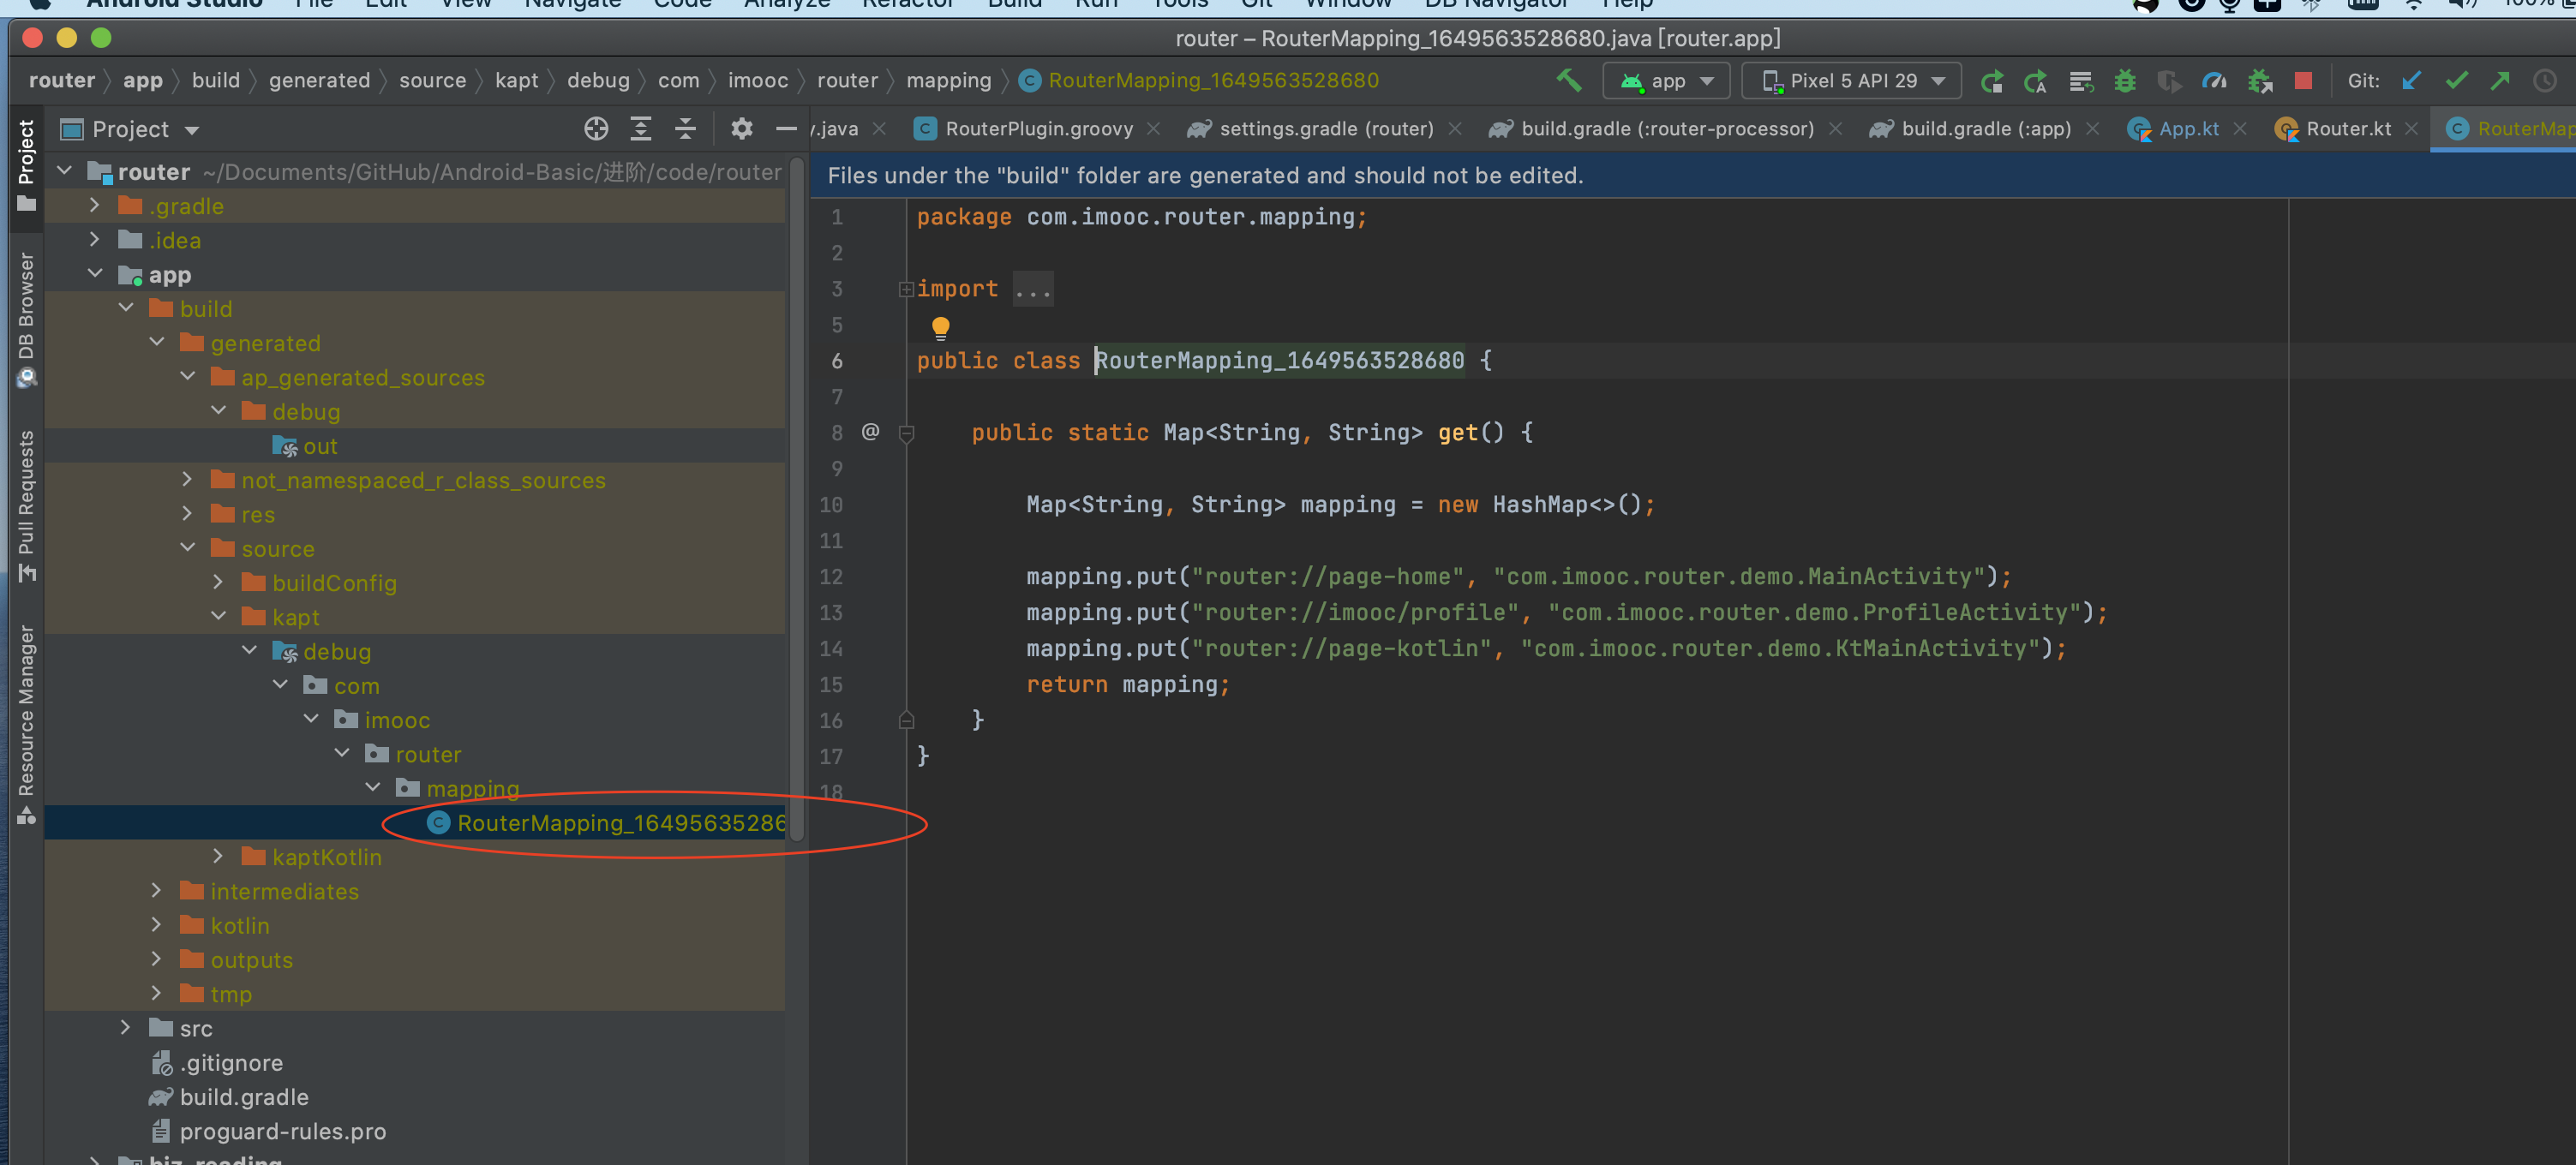 Android Studio File Edit View Navigate Code Analyze Refactor Build Run Tools Git Window DB Navigator Help 100%
router – RouterMapping_1649563528680.java [router.app]
router app build generated source kapt debug com imooc router mapping RouterMapping_1649563528680 app Pixel 5 API 29 Git:
Project
y.java RouterPlugin.groovy settings.gradle (router) build.gradle (:router-processor) build.gradle (:app) App.kt Router.kt RouterMap
Project
DB Browser
Pull Requests
Resource Manager
router ~/Documents/GitHub/Android-Basic/进阶/code/router
.gradle
.idea
app
build
generated
ap_generated_sources
debug
out
not_namespaced_r_class_sources
res
source
buildConfig
kapt
debug
com
imooc
router
mapping
RouterMapping_16495635286
kaptKotlin
intermediates
kotlin
outputs
tmp
src
.gitignore
build.gradle
proguard-rules.pro
biz_reading
Files under the "build" folder are generated and should not be edited.
1 package com.imooc.router.mapping;
2
3 import ...
5
6 public class RouterMapping_1649563528680 {
7
8 @ public static Map<String, String> get() {
9
10 Map<String, String> mapping = new HashMap<>();
11
12 mapping.put("router://page-home", "com.imooc.router.demo.MainActivity");
13 mapping.put("router://imooc/profile", "com.imooc.router.demo.ProfileActivity");
14 mapping.put("router://page-kotlin", "com.imooc.router.demo.KtMainActivity");
15 return mapping;
16 }
17 }
18